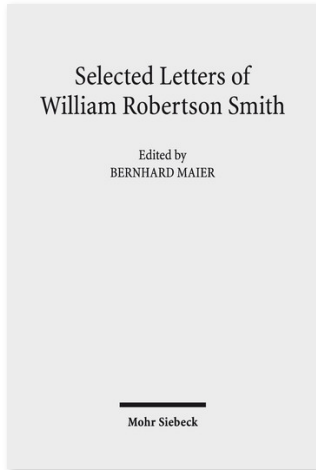 Selected Letters of
William Robertson Smith
Edited by
BERNHARD MAIER
Mohr Siebeck